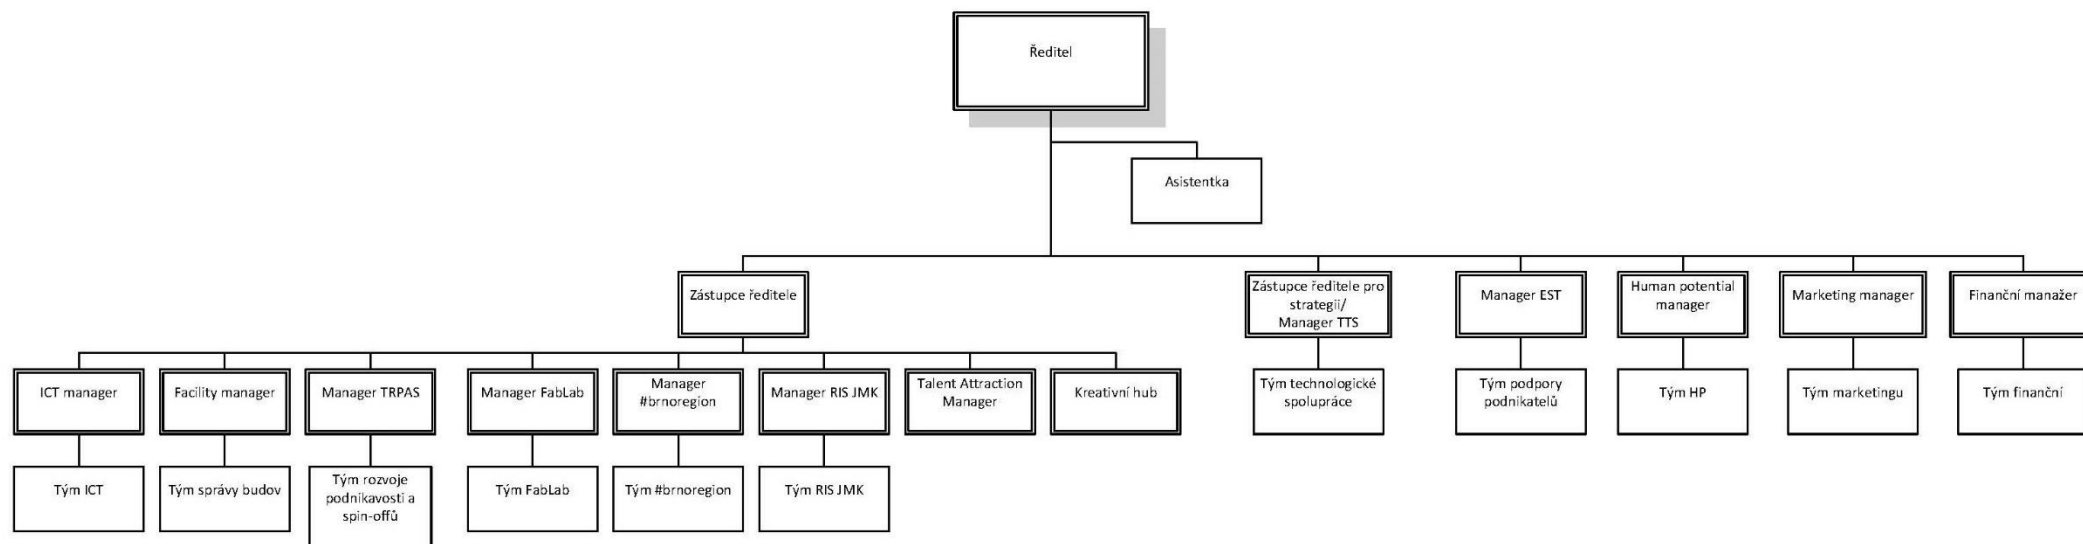 Ředitel
Asistentka
Zástupce ředitele
Zástupce ředitele pro
strategii/
Manager TTS
Manager EST
Human potential
manager
Marketing manager
Finanční manažer
ICT manager
Facility manager
Manager TRPAS
Manager FabLab
Manager
#brnoregion
Manager RIS JMK
Talent Attraction
Manager
Kreativní hub
Tým technologické
spolupráce
Tým podpory
podnikatelů
Tým HP
Tým marketingu
Tým finanční
Tým ICT
Tým správy budov
Tým rozvoje
podnikavosti a
spin-offů
Tým FabLab
Tým #brnoregion
Tým RIS JMK